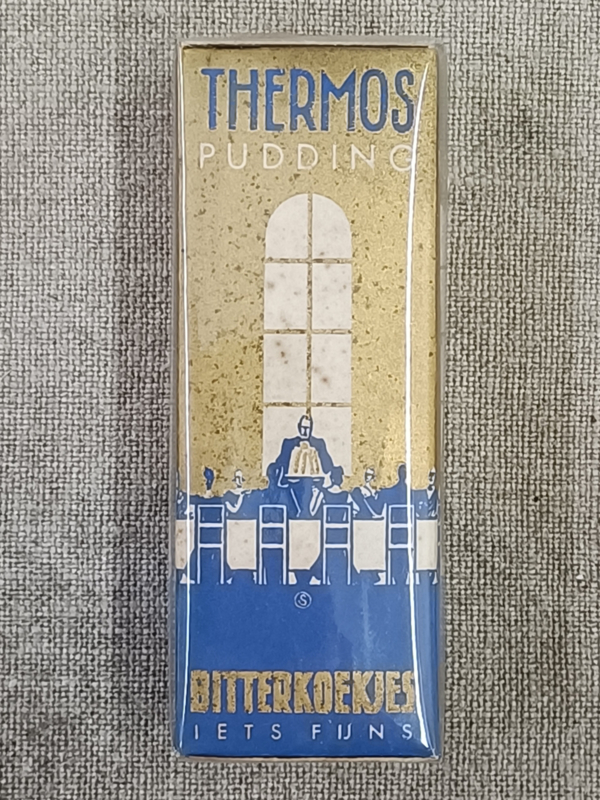 THERMOS
PUDDING
S
BITTERKOEKJES
IETS FIJNS